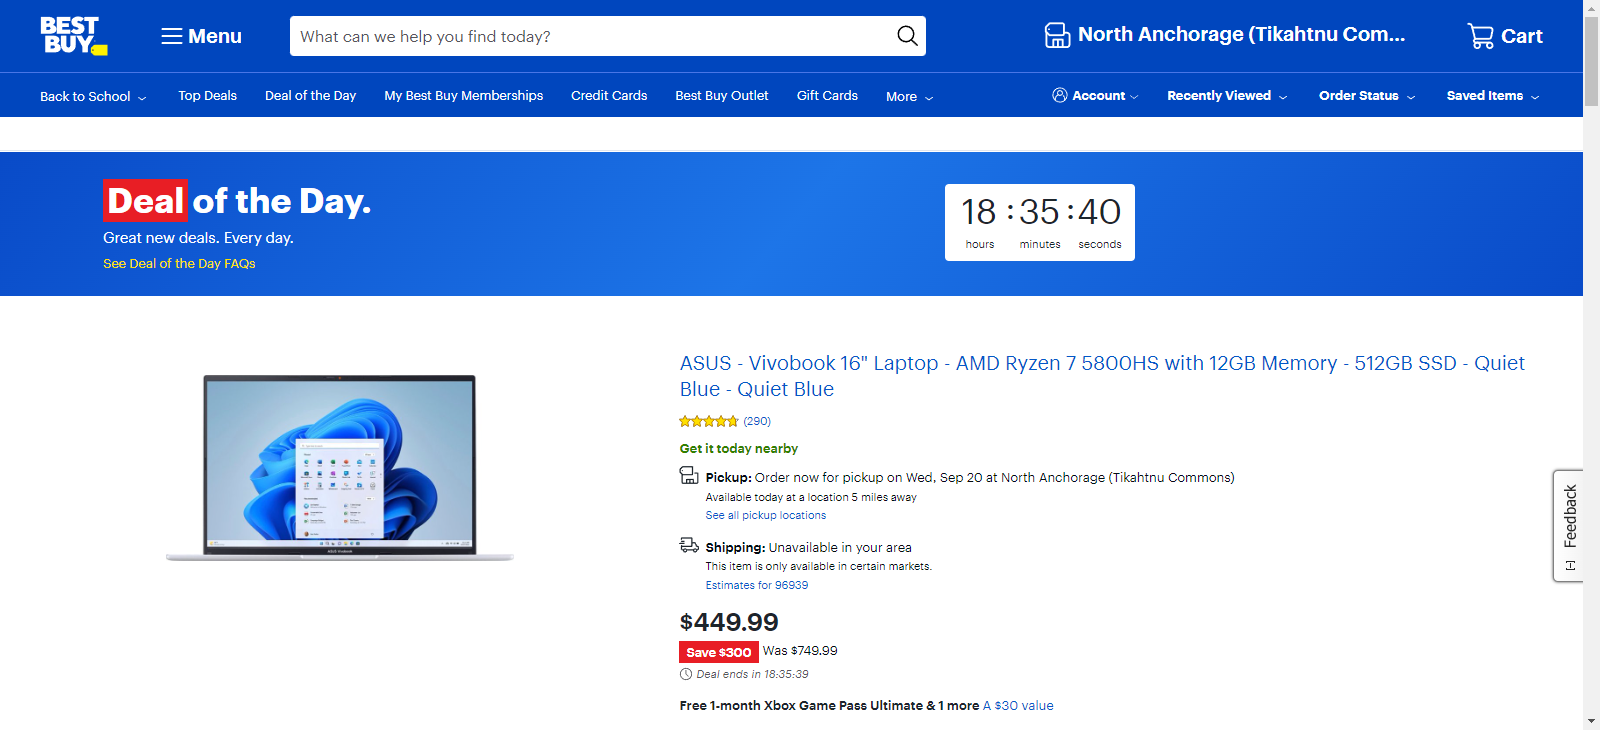 BEST
BUY
Menu
What can we help you find today?
North Anchorage (Tikahtnu Com...
Cart
Back to School
Top Deals
Deal of the Day
My Best Buy Memberships
Credit Cards
Best Buy Outlet
Gift Cards
More
Account
Recently Viewed
Order Status
Saved Items
Deal of the Day.
Great new deals. Every day.
See Deal of the Day FAQs
18 : 35 : 40
hours minutes seconds
ASUS - Vivobook 16" Laptop - AMD Ryzen 7 5800HS with 12GB Memory - 512GB SSD - Quiet
Blue - Quiet Blue
(290)
Get it today nearby
Pickup: Order now for pickup on Wed, Sep 20 at North Anchorage (Tikahtnu Commons)
Available today at a location 5 miles away
See all pickup locations
Shipping: Unavailable in your area
This item is only available in certain markets.
Estimates for 96939
$449.99
Save $300 Was $749.99
Deal ends in 18:35:39
Free 1-month Xbox Game Pass Ultimate & 1 more A $30 value
Feedback